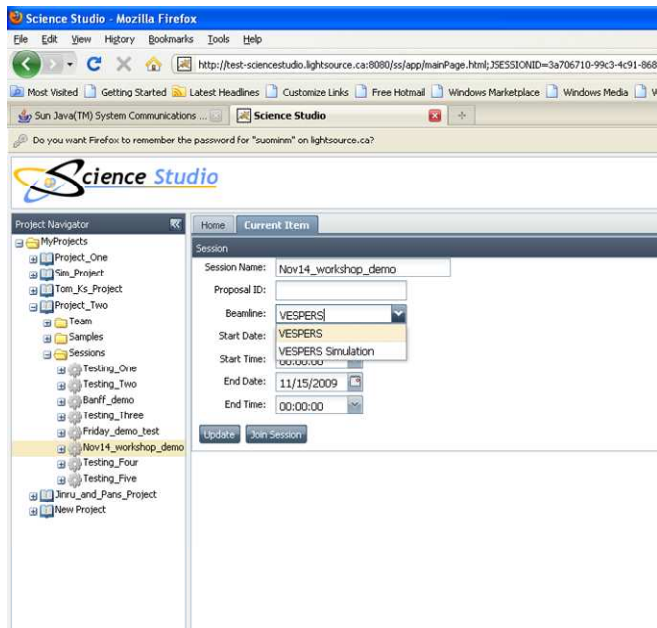 Science Studio - Mozilla Firefox
File Edit View History Bookmarks Tools Help
http://test-sciencestudio.lightsource.ca:8080/ss/app/mainPage.html;JSESSIONID=3a706710-99c3-4c91-868
Most Visited Getting Started Latest Headlines Customize Links Free Hotmail Windows Marketplace Windows Media
Sun Java(TM) System Communications ... Science Studio
Do you want Firefox to remember the password for "suominm" on lightsource.ca?
Science Studio
Project Navigator
Home Current Item
MyProjects
Project_One
Sim_Project
Tom_Ks_Project
Project_Two
Team
Samples
Sessions
Testing_One
Testing_Two
Banff_demo
Testing_Three
Friday_demo_test
Nov14_workshop_demo
Testing_Four
Testing_Five
Jinru_and_Pans_Project
New Project
Session
Session Name: Nov14_workshop_demo
Proposal ID:
Beamline: VESPERS
VESPERS
VESPERS Simulation
Start Date:
Start Time: 00:00:00
End Date: 11/15/2009
End Time: 00:00:00
Update Join Session